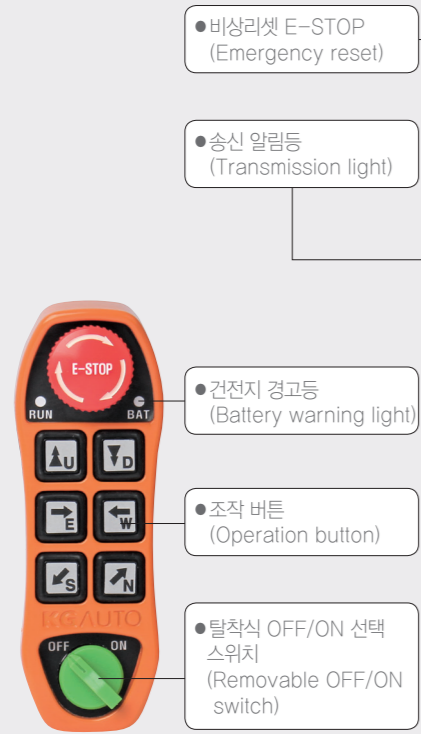 ●비상리셋 E-STOP
(Emergency reset)
●송신 알림등
(Transmission light)
E-STOP
RUN
BAT
U
D
E
W
S
N
KG AUTO
OFF
ON
●건전지 경고등
(Battery warning light)
●조작 버튼
(Operation button)
●탈착식 OFF/ON 선택
스위치
(Removable OFF/ON
switch)